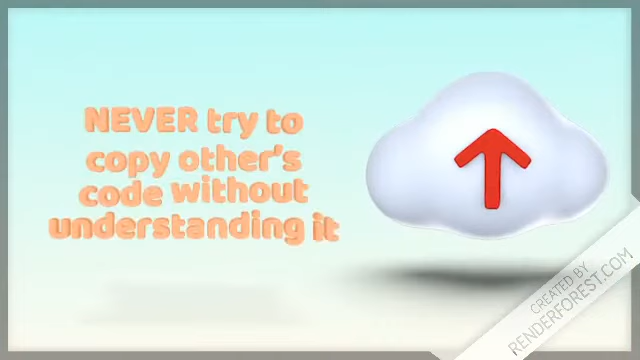 NEVER try to
copy other's
code without
understanding it
CREATED BY
RENDERFOREST.COM